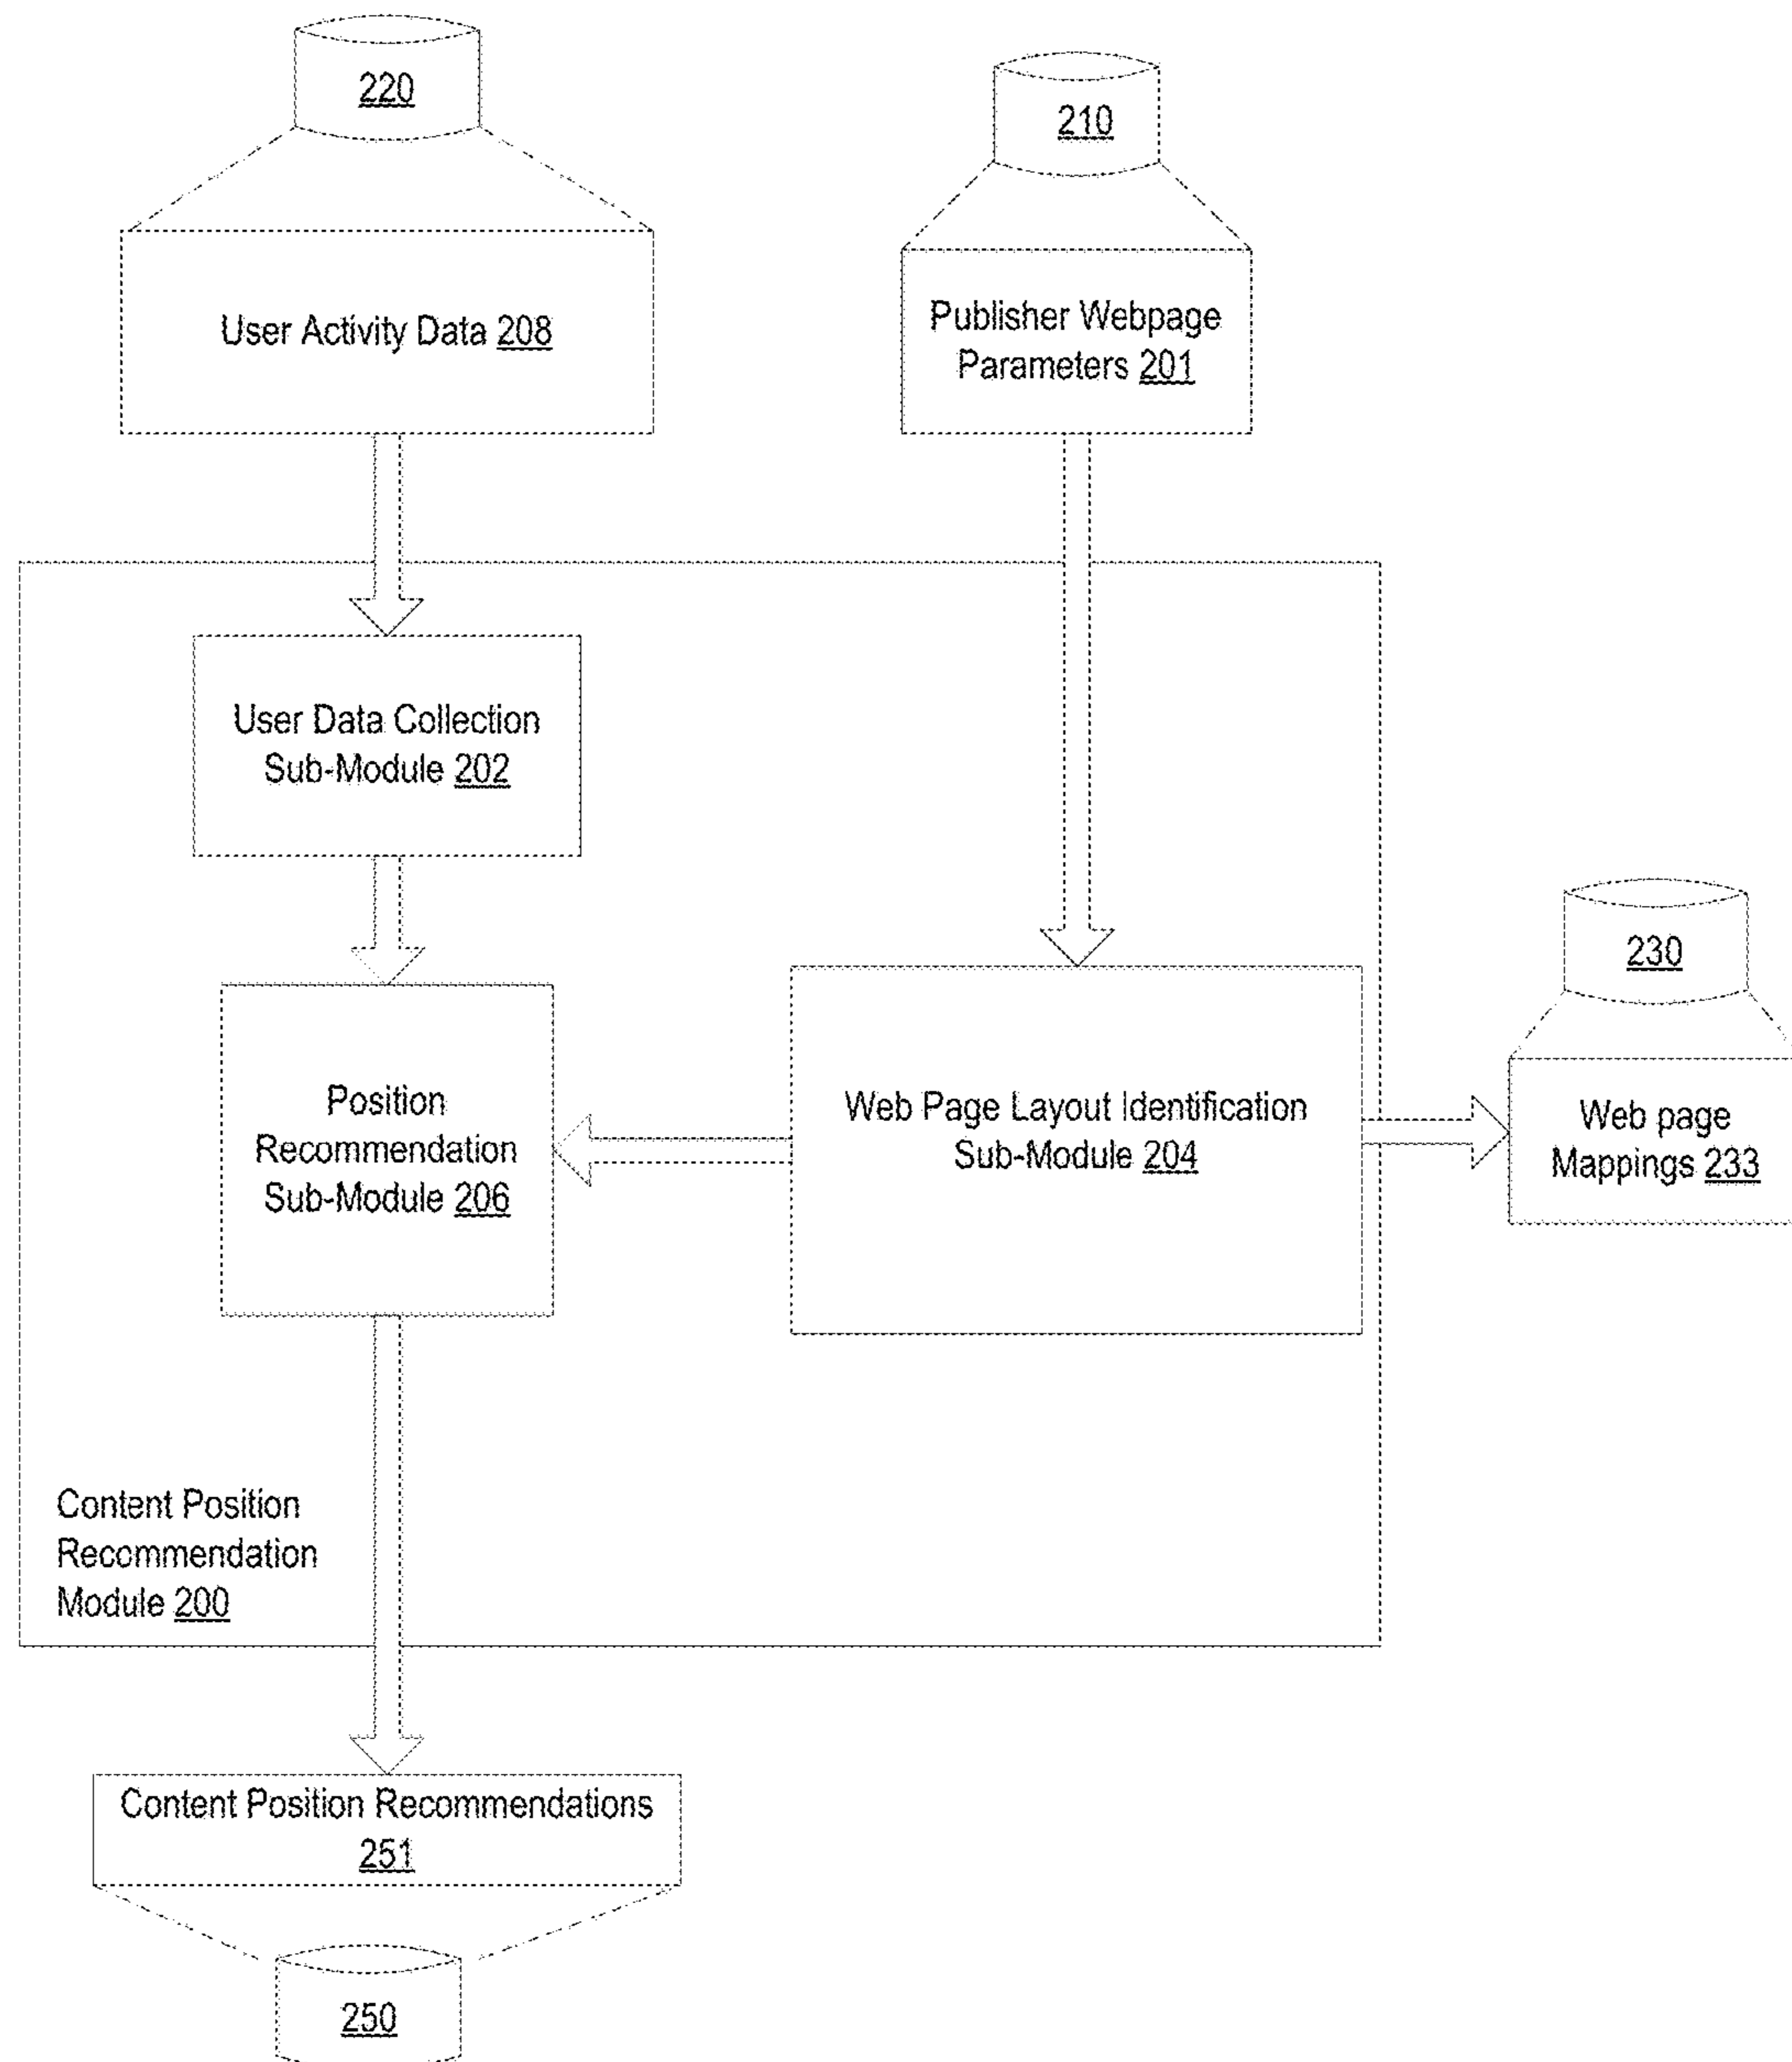 220
210
User Activity Data 208
Publisher Webpage
Parameters 201
User Data Collection
Sub-Module 202
230
Position
Recommendation
Sub-Module 206
Web Page Layout Identification
Sub-Module 204
Web page
Mappings 233
Content Position
Recommendation
Module 200
Content Position Recommendations
251
250